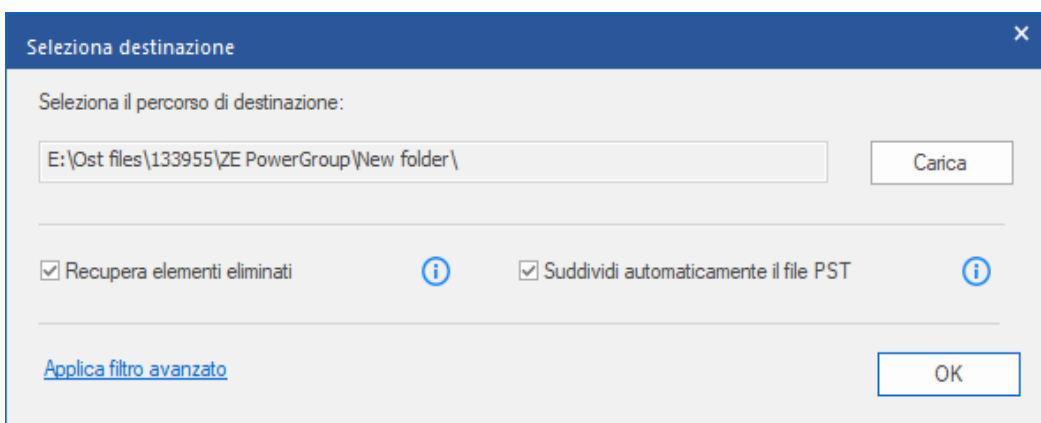 Seleziona destinazione
Seleziona il percorso di destinazione:
E:\Ost files\133955\ZE PowerGroup\New folder\
Carica
Recupera elementi eliminati
Suddividi automaticamente il file PST
Applica filtro avanzato
OK